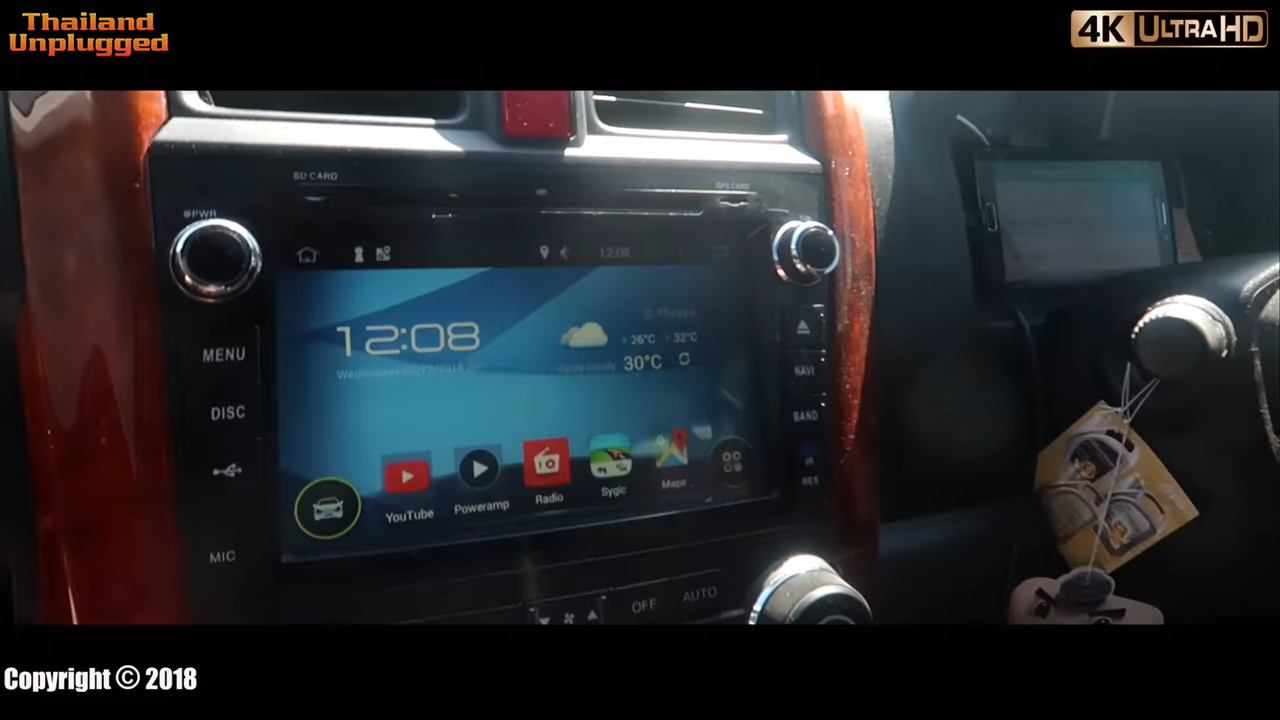 Thailand
Unplugged
4K ULTRA HD
SD CARD
GPS CARD
PWR
12:08
12:08
26°C
32°C
30°C
MENU
DISC
MIC
NAVI
BAND
IR
RES
YouTube
Poweramp
Radio
Sygic
Maps
OFF
AUTO
Copyright © 2018